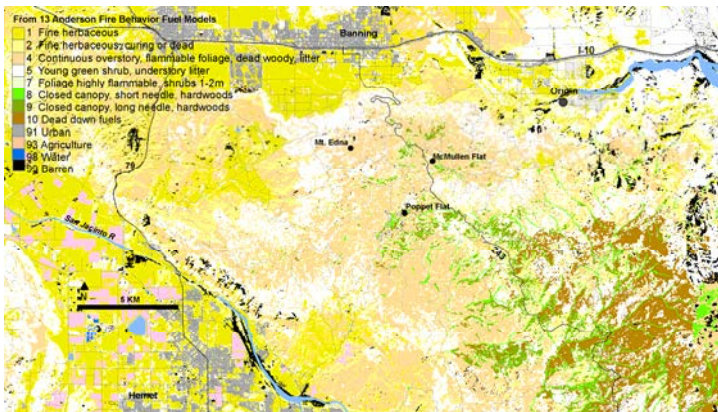 From 13 Anderson Fire Behavior Fuel Models
1 Fine herbaceous
2 Fine herbaceous, curing or dead
4 Continuous overstory, flammable foliage, dead woody, litter
5 Young green shrub, understory litter
7 Foliage highly flammable, shrubs 1-2m
8 Closed canopy, short needle, hardwoods
9 Closed canopy, long needle, hardwoods
10 Dead down fuels
91 Urban
93 Agriculture
98 Water
99 Barren
Banning
I-10
Origin
Mt. Edna
McMullen Flat
79
Poppet Flat
San Jacinto R
243
N
5 KM
Hemet